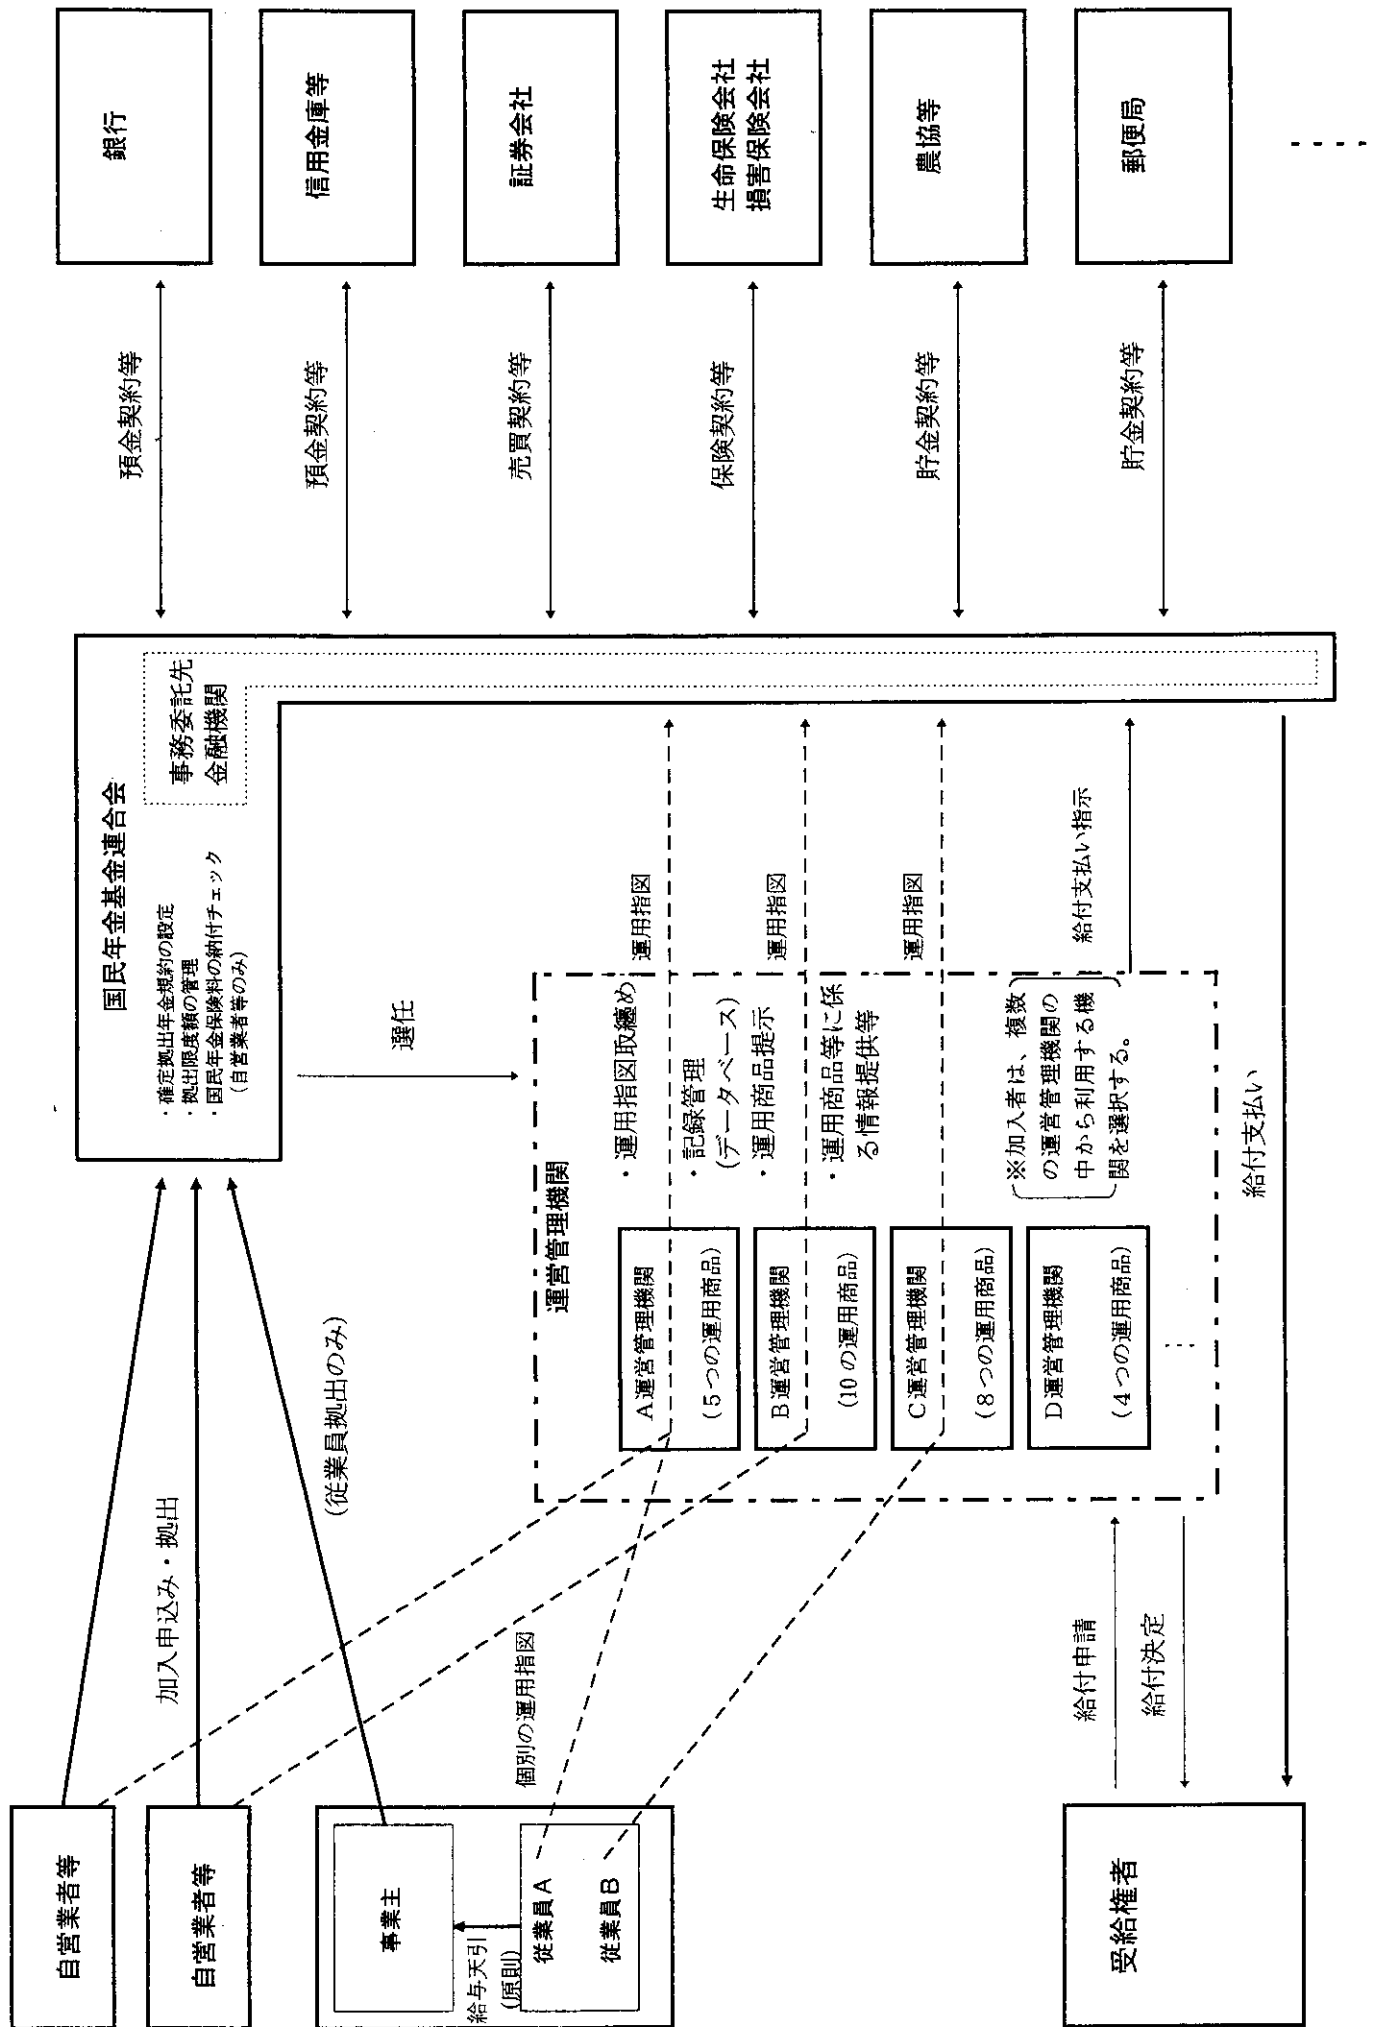 自営業者等
自営業者等
事業主
給与天引
(原則)
従業員A
従業員B
受給権者
加入申込み・拠出
(従業員拠出のみ)
個別の運用指図
給付申請
給付決定
国民年金基金連合会
・確定拠出年金規約の設定
・拠出限度額の管理
・国民年金保険料の納付チェック
(自営業者等のみ)
事務委託先
金融機関
選任
運営管理機関
A運営管理機関
(5つの運用商品)
B運営管理機関
(10の運用商品)
C運営管理機関
(8つの運用商品)
D運営管理機関
(4つの運用商品)
・運用指図取纏め
・記録管理
(データベース)
・運用商品提示
・運用商品等に係
る情報提供等
※加入者は、複数
の運営管理機関の
中から利用する機
関を選択する。
運用指図
運用指図
運用指図
給付支払い指示
給付支払い
預金契約等
預金契約等
売買契約等
保険契約等
貯金契約等
貯金契約等
銀行
信用金庫等
証券会社
生命保険会社
損害保険会社
農協等
郵便局